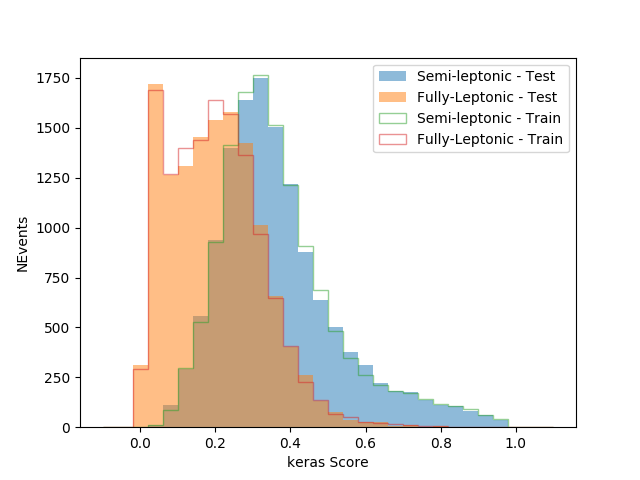 Semi-leptonic - Test
Fully-Leptonic - Test
Semi-leptonic - Train
Fully-Leptonic - Train
NEvents
1750
1500
1250
1000
750
500
250
0
0.0 0.2 0.4 0.6 0.8 1.0
keras Score